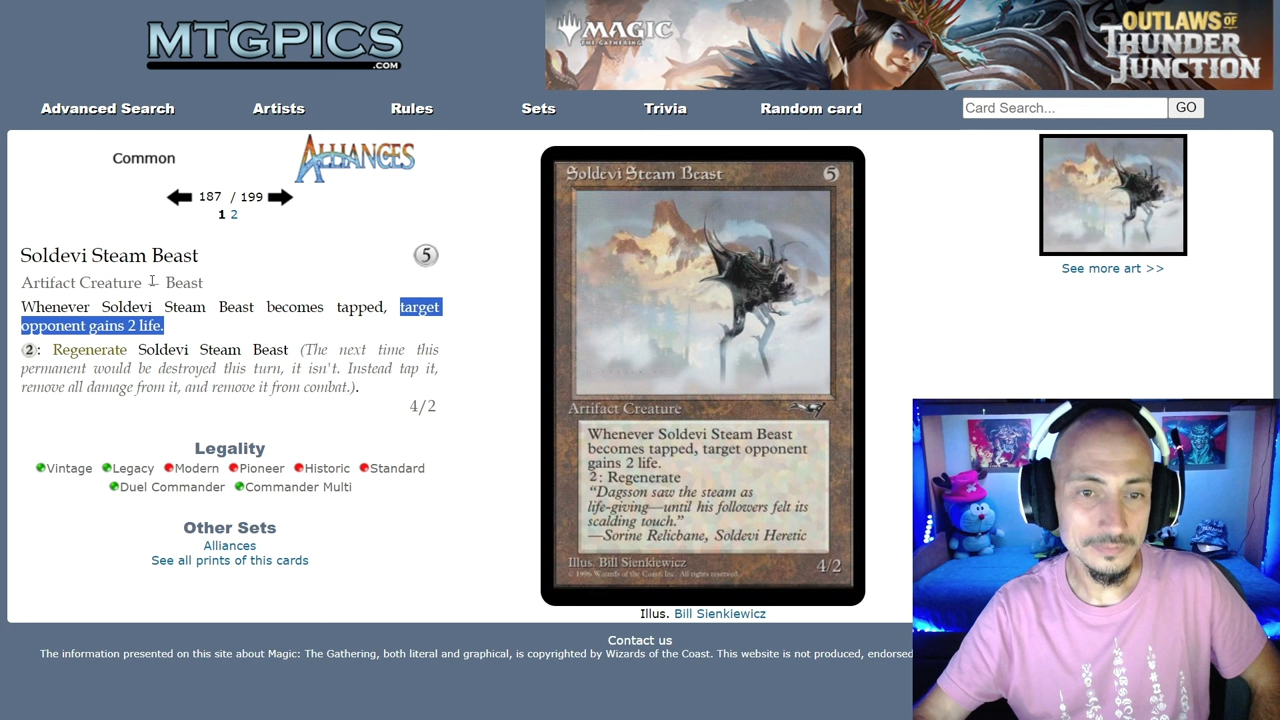 MTGPICS
.COM
MAGIC
THE GATHERING
OUTLAWS OF
THUNDER
JUNCTION
Advanced Search
Artists
Rules
Sets
Trivia
Random card
Card Search...
GO
Common
ALLIANCES
187 / 199
1 2
Soldevi Steam Beast
5
Artifact Creature
Beast
Whenever Soldevi Steam Beast becomes tapped, target
opponent gains 2 life.
2: Regenerate Soldevi Steam Beast (The next time this
permanent would be destroyed this turn, it isn't. Instead tap it,
remove all damage from it, and remove it from combat.).
4/2
Legality
Vintage Legacy Modern Pioneer Historic Standard
Duel Commander Commander Multi
Other Sets
Alliances
See all prints of this cards
Soldevi Steam Beast
5
Artifact Creature
Whenever Soldevi Steam Beast
becomes tapped, target opponent
gains 2 life.
2: Regenerate
"Dagsson saw the steam as
life-giving—until his followers felt its
scalding touch."
—Sorine Relicbane, Soldevi Heretic
Illus. Bill Sienkiewicz
© 1996 Wizards of the Coast, Inc. All rights reserved.
4/2
Illus. Bill Sienkiewicz
See more art >>
Contact us
The information presented on this site about Magic: The Gathering, both literal and graphical, is copyrighted by Wizards of the Coast. This website is not produced, endorsed